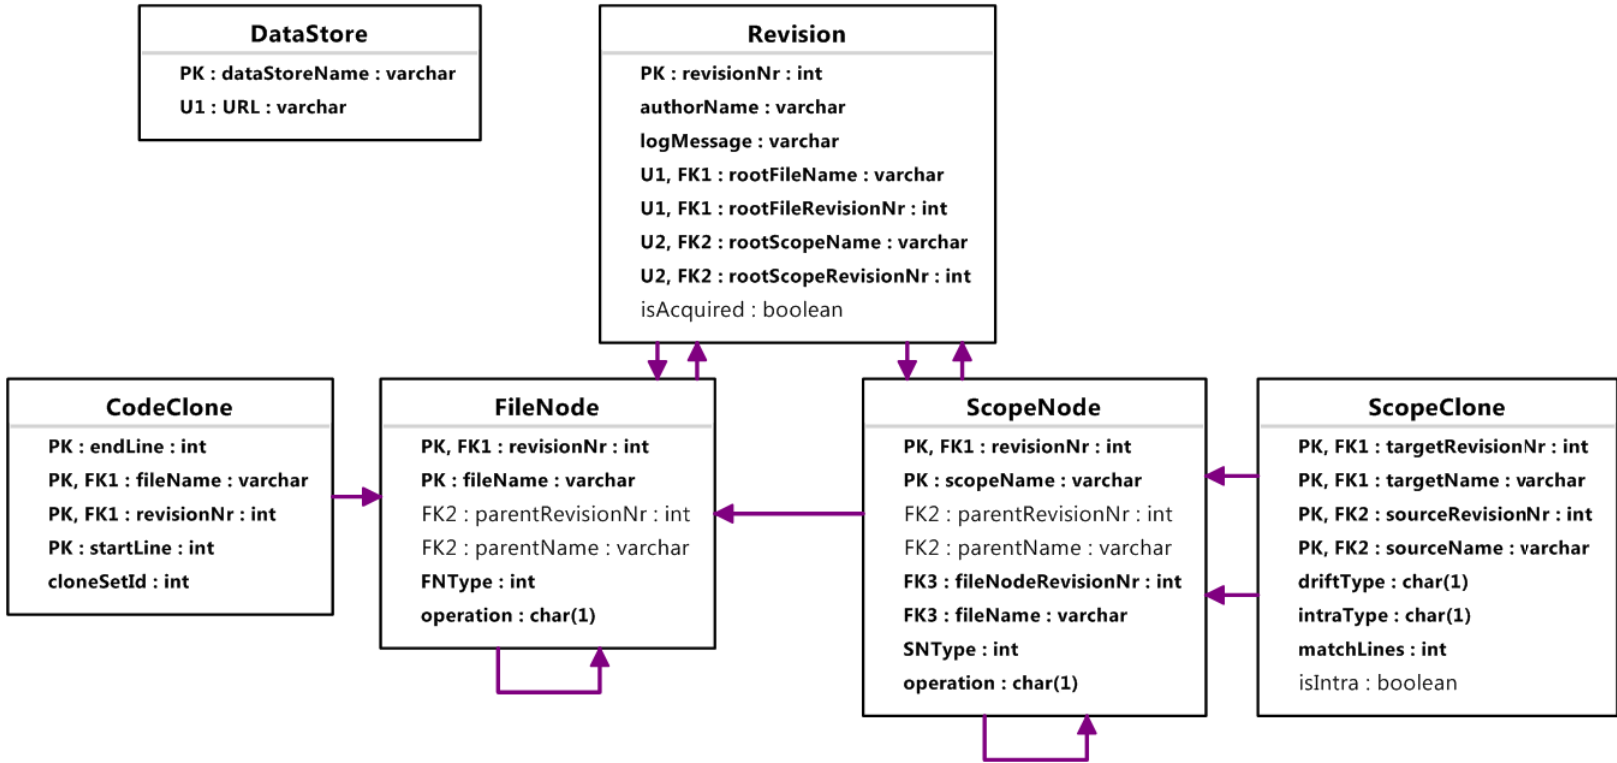 DataStore
PK : dataStoreName : varchar
U1 : URL : varchar
Revision
PK : revisionNr : int
authorName : varchar
logMessage : varchar
U1, FK1 : rootFileName : varchar
U1, FK1 : rootFileRevisionNr : int
U2, FK2 : rootScopeName : varchar
U2, FK2 : rootScopeRevisionNr : int
isAcquired : boolean
CodeClone
PK : endLine : int
PK, FK1 : fileName : varchar
PK, FK1 : revisionNr : int
PK : startLine : int
cloneSetId : int
FileNode
PK, FK1 : revisionNr : int
PK : fileName : varchar
FK2 : parentRevisionNr : int
FK2 : parentName : varchar
FNType : int
operation : char(1)
ScopeNode
PK, FK1 : revisionNr : int
PK : scopeName : varchar
FK2 : parentRevisionNr : int
FK2 : parentName : varchar
FK3 : fileNodeRevisionNr : int
FK3 : fileName : varchar
SNType : int
operation : char(1)
ScopeClone
PK, FK1 : targetRevisionNr : int
PK, FK1 : targetName : varchar
PK, FK2 : sourceRevisionNr : int
PK, FK2 : sourceName : varchar
driftType : char(1)
intraType : char(1)
matchLines : int
isIntra : boolean